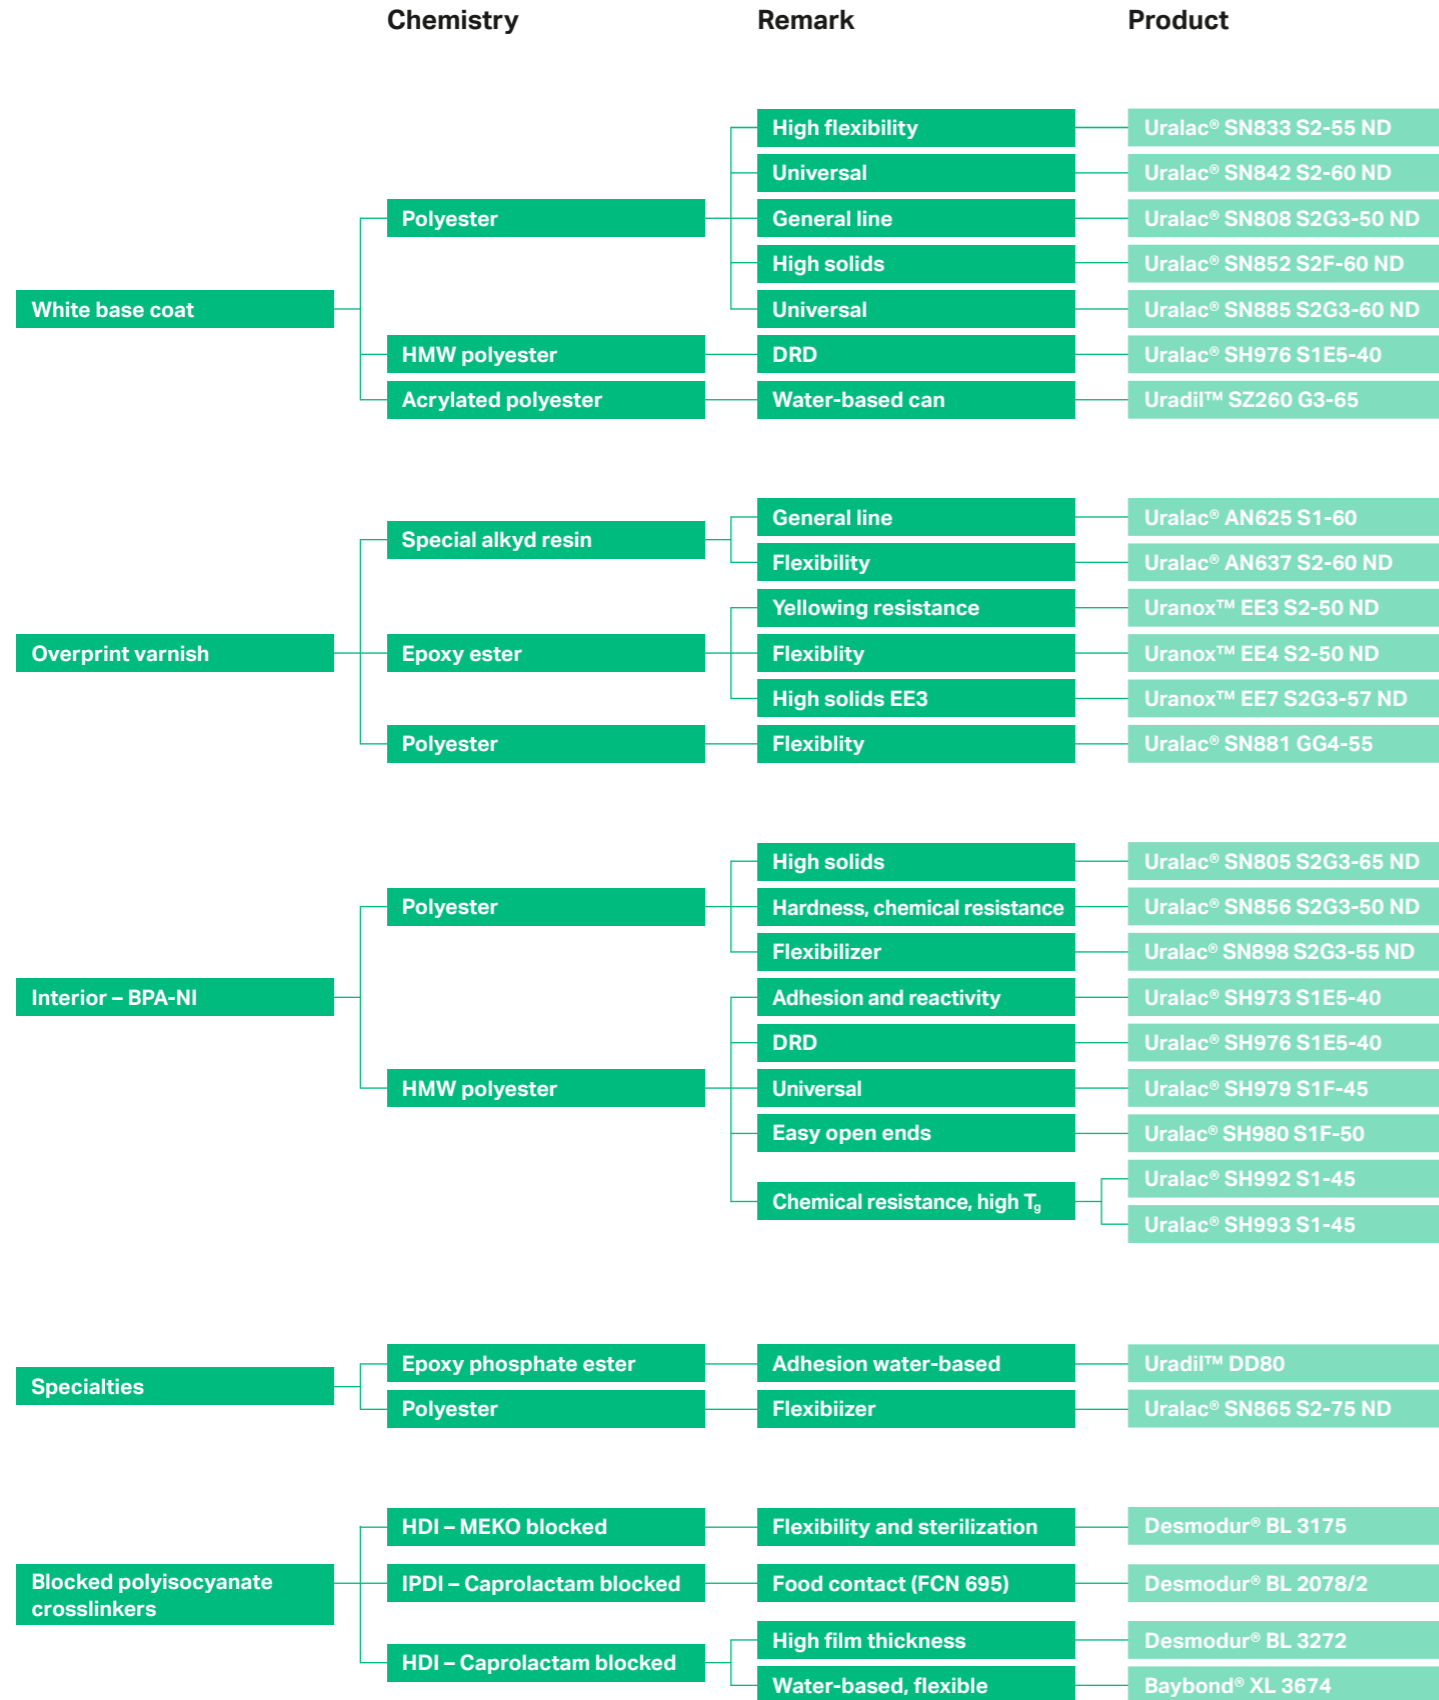 Chemistry Remark Product
High flexibility Uralac® SN833 S2-55 ND
Universal Uralac® SN842 S2-60 ND
Polyester General line Uralac® SN808 S2G3-50 ND
High solids Uralac® SN852 S2F-60 ND
White base coat Universal Uralac® SN885 S2G3-60 ND
HMW polyester DRD Uralac® SH976 S1E5-40
Acrylated polyester Water-based can Uradil™ SZ260 G3-65
General line Uralac® AN625 S1-60
Special alkyd resin
Flexibility Uralac® AN637 S2-60 ND
Yellowing resistance Uranox™ EE3 S2-50 ND
Overprint varnish Epoxy ester Flexiblity Uranox™ EE4 S2-50 ND
High solids EE3 Uranox™ EE7 S2G3-57 ND
Polyester Flexiblity Uralac® SN881 GG4-55
High solids Uralac® SN805 S2G3-65 ND
Polyester Hardness, chemical resistance Uralac® SN856 S2G3-50 ND
Flexibilizer Uralac® SN898 S2G3-55 ND
Interior – BPA-NI Adhesion and reactivity Uralac® SH973 S1E5-40
DRD Uralac® SH976 S1E5-40
HMW polyester Universal Uralac® SH979 S1F-45
Easy open ends Uralac® SH980 S1F-50
Uralac® SH992 S1-45
Chemical resistance, high Tg
Uralac® SH993 S1-45
Epoxy phosphate ester Adhesion water-based Uradil™ DD80
Specialties
Polyester Flexibiizer Uralac® SN865 S2-75 ND
HDI – MEKO blocked Flexibility and sterilization Desmodur® BL 3175
Blocked polyisocyanate
crosslinkers
IPDI – Caprolactam blocked Food contact (FCN 695) Desmodur® BL 2078/2
High film thickness Desmodur® BL 3272
HDI – Caprolactam blocked
Water-based, flexible Baybond® XL 3674